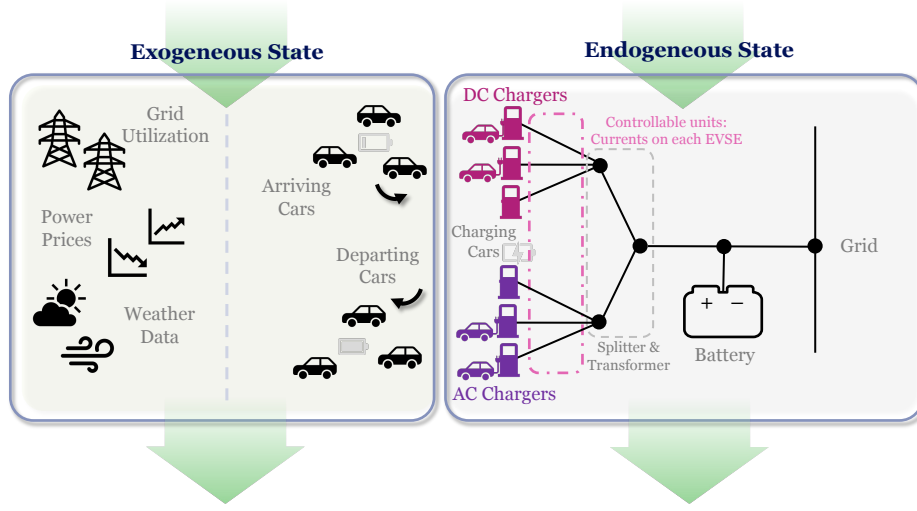 Exogeneous State
Grid
Utilization
Power
Prices
Weather
Data
Arriving
Cars
Departing
Cars
Endogeneous State
DC Chargers
Controllable units:
Currents on each EVSE
Charging
Cars
AC Chargers
Splitter &
Transformer
+ −
Battery
Grid